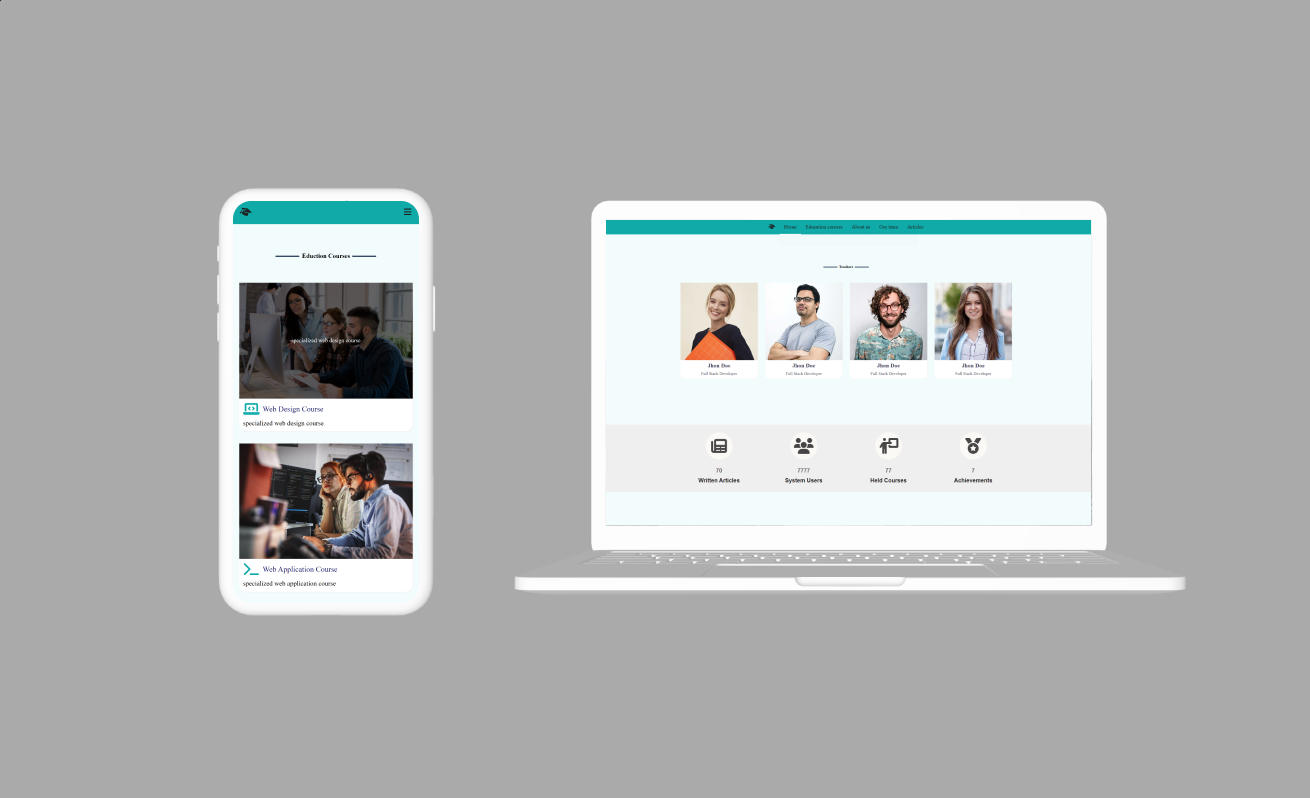 Eduction Courses
specialized web design course
Web Design Course
specialized web design course
Web Application Course
specialized web application course
Home Education courses About us Our team Articles
Teachers
Jhon Doe Jhon Doe Jhon Doe Jhon Doe
Full Stack Developer Full Stack Developer Full Stack Developer Full Stack Developer
70 7777 77 7
Written Articles System Users Held Courses Achievements